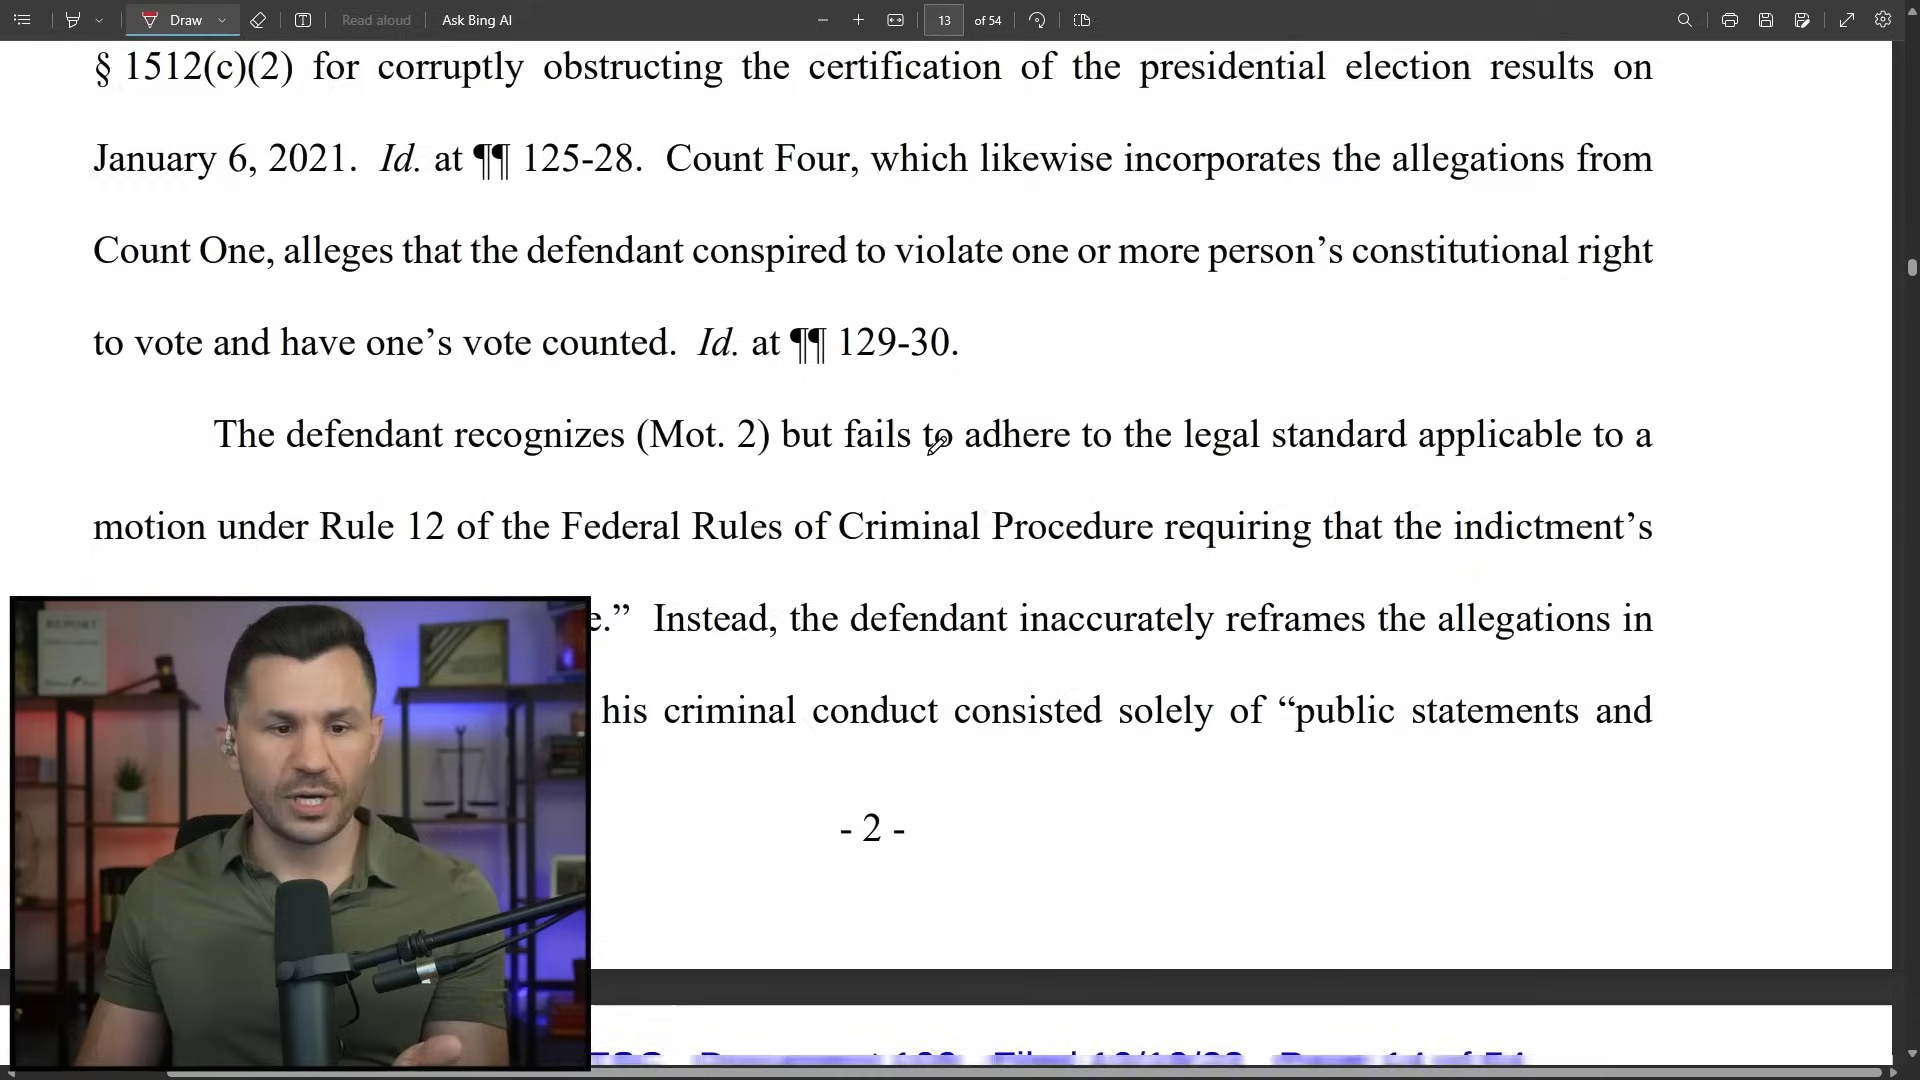 Draw
Read aloud
Ask Bing AI
13
of 54
§ 1512(c)(2) for corruptly obstructing the certification of the presidential election results on
January 6, 2021. Id. at ¶¶ 125-28. Count Four, which likewise incorporates the allegations from
Count One, alleges that the defendant conspired to violate one or more person’s constitutional right
to vote and have one’s vote counted. Id. at ¶¶ 129-30.
The defendant recognizes (Mot. 2) but fails to adhere to the legal standard applicable to a
motion under Rule 12 of the Federal Rules of Criminal Procedure requiring that the indictment’s
e.” Instead, the defendant inaccurately reframes the allegations in
his criminal conduct consisted solely of “public statements and
- 2 -
REPORT